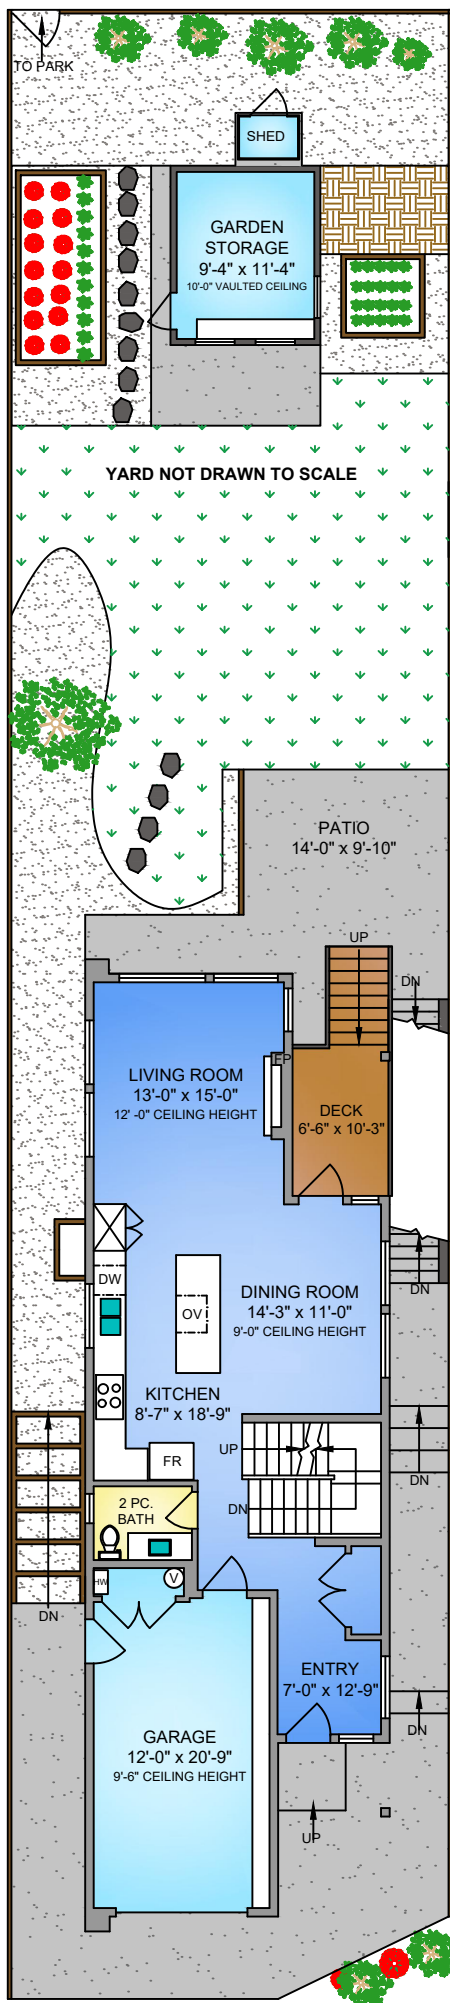 TO PARK
SHED
GARDEN
STORAGE
9'-4" x 11'-4"
10'-0" VAULTED CEILING
YARD NOT DRAWN TO SCALE
PATIO
14'-0" x 9'-10"
UP
DN
FP
LIVING ROOM
13'-0" x 15'-0"
12' -0" CEILING HEIGHT
DECK
6'-6" x 10'-3"
DW
DN
OV
DINING ROOM
14'-3" x 11'-0"
9'-0" CEILING HEIGHT
KITCHEN
8'-7" x 18'-9"
FR
UP
DN
DN
2 PC.
BATH
HW
V
DN
ENTRY
7'-0" x 12'-9"
DN
GARAGE
12'-0" x 20'-9"
9'-6" CEILING HEIGHT
UP